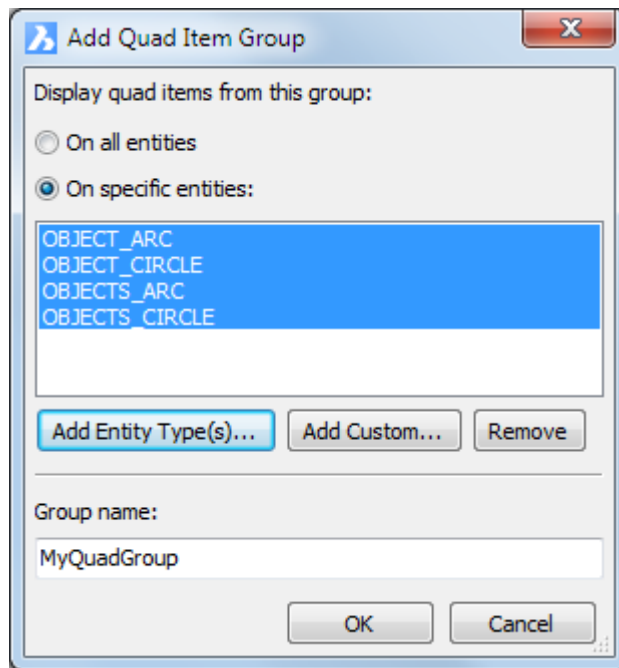 Add Quad Item Group
Display quad items from this group:
On all entities
On specific entities:
OBJECT_ARC
OBJECT_CIRCLE
OBJECTS_ARC
OBJECTS_CIRCLE
Add Entity Type(s)... Add Custom... Remove
Group name:
MyQuadGroup
OK Cancel